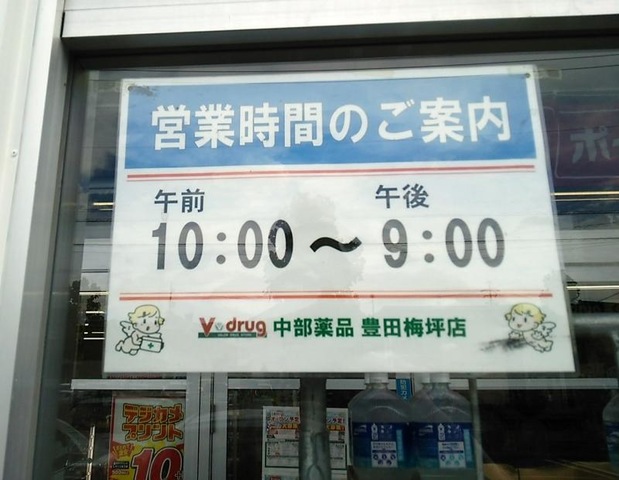 営業時間のご案内
午前 午後
10:00～9:00
V drug 中部薬品 豊田梅坪店
デジカメ
プリント
10